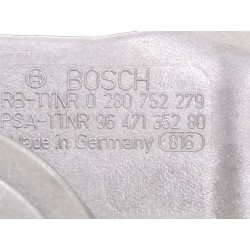 BOSCH
RB-TTNR 0 280 752 279
PSA-TTNR 96 471 352 80
Made in Germany 816